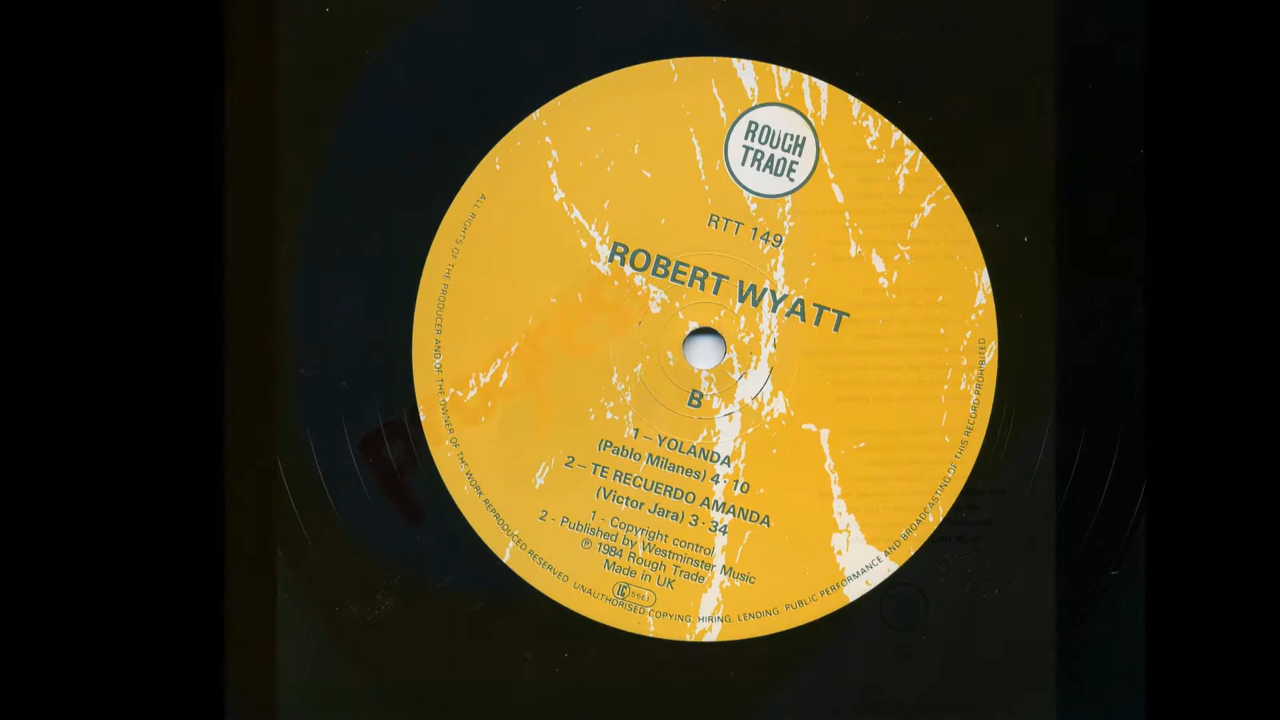 ROUGH
TRADE
RTT 149
ROBERT WYATT
B
1 – YOLANDA
(Pablo Milanes) 4·10
2 – TE RECUERDO AMANDA
(Victor Jara) 3·34
1 - Copyright control
2 - Published by Westminster Music
℗ 1984 Rough Trade
Made in UK
LC 5661
ALL RIGHTS OF THE PRODUCER AND OF THE OWNER OF THE WORK REPRODUCED RESERVED. UNAUTHORISED COPYING, HIRING, LENDING, PUBLIC PERFORMANCE AND BROADCASTING OF THIS RECORD PROHIBITED